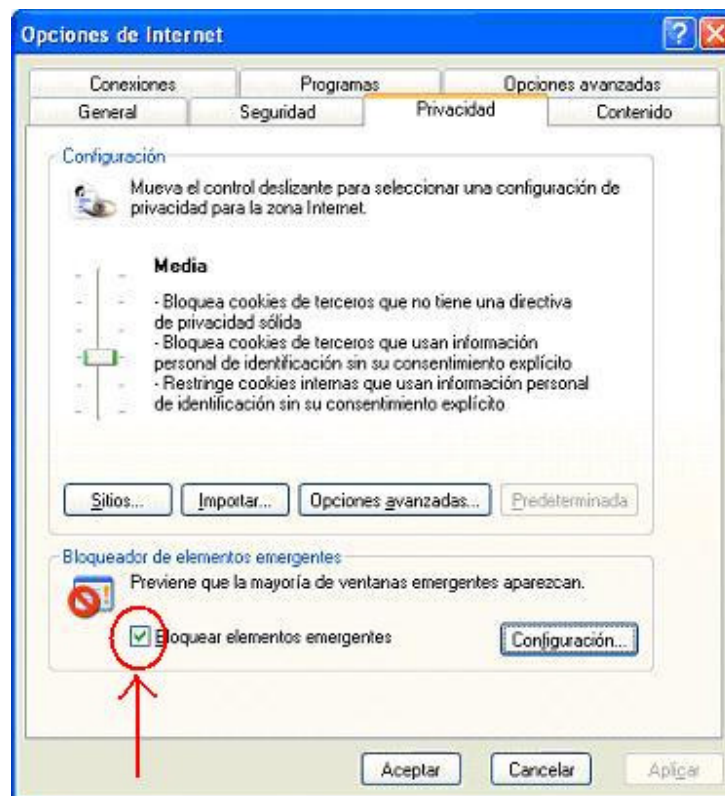 Opciones de Internet
Conexiones Programas Opciones avanzadas
General Seguridad Privacidad Contenido
Configuración
Mueva el control deslizante para seleccionar una configuración de
privacidad para la zona Internet.
Media
- Bloquea cookies de terceros que no tiene una directiva
de privacidad sólida
- Bloquea cookies de terceros que usan información
personal de identificación sin su consentimiento explícito
- Restringe cookies internas que usan información personal
de identificación sin su consentimiento explícito
Sitios... Importar... Opciones avanzadas... Predeterminada
Bloqueador de elementos emergentes
Previene que la mayoría de ventanas emergentes aparezcan.
Bloquear elementos emergentes Configuración...
Aceptar Cancelar Aplicar